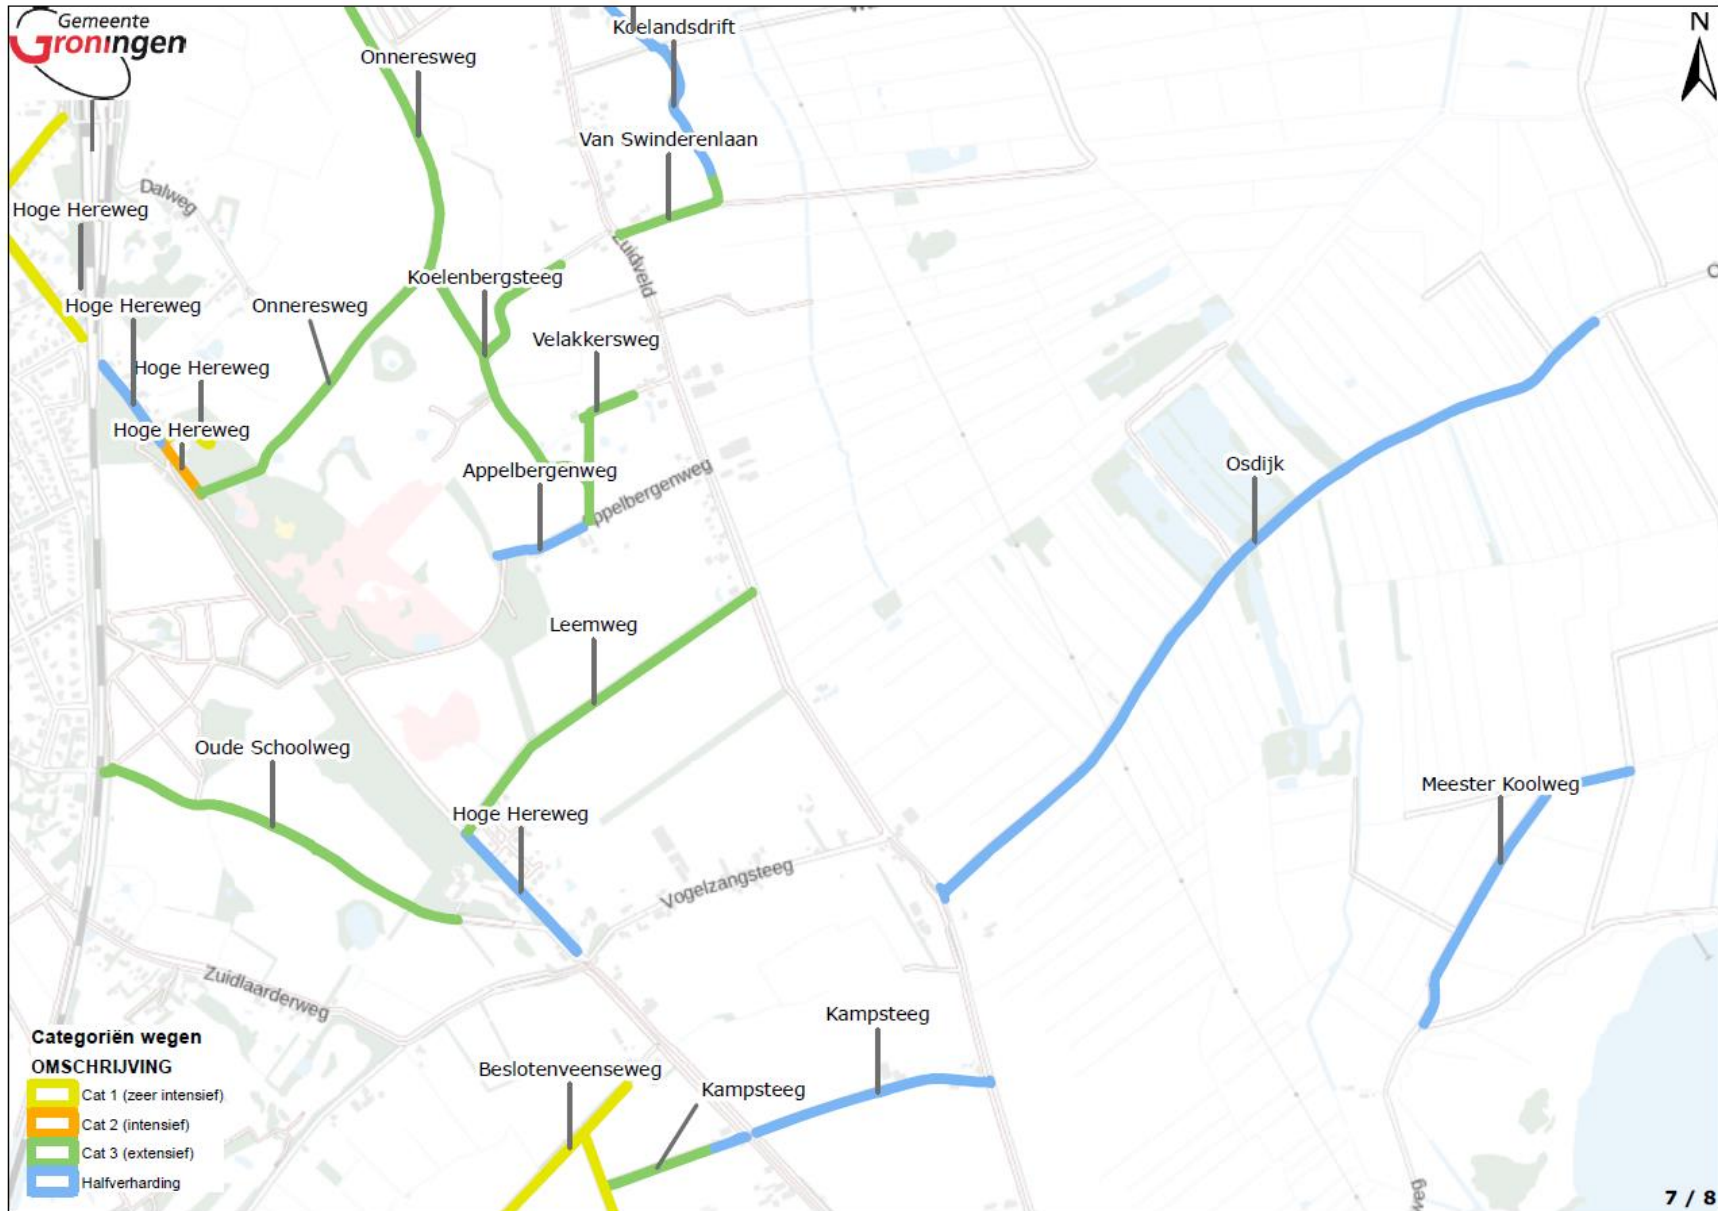 Gemeente
Groningen
Koelandsdrift
N
Onneresweg
Van Swinderenlaan
Dalweg
Hoge Hereweg
Zuidveld
Koelenbergsteeg
Hoge Hereweg
Onneresweg
Velakkersweg
Hoge Hereweg
Hoge Hereweg
Appelbergenweg
ppelbergenweg
Osdijk
Leemweg
Oude Schoolweg
Meester Koolweg
Hoge Hereweg
Vogelzangsteeg
Zuidlaarderweg
Kampsteeg
Categoriën wegen
OMSCHRIJVING
Beslotenveenseweg
Kampsteeg
Cat 1 (zeer intensief)
Cat 2 (intensief)
Cat 3 (extensief)
Halfverharding
weg
7 / 8